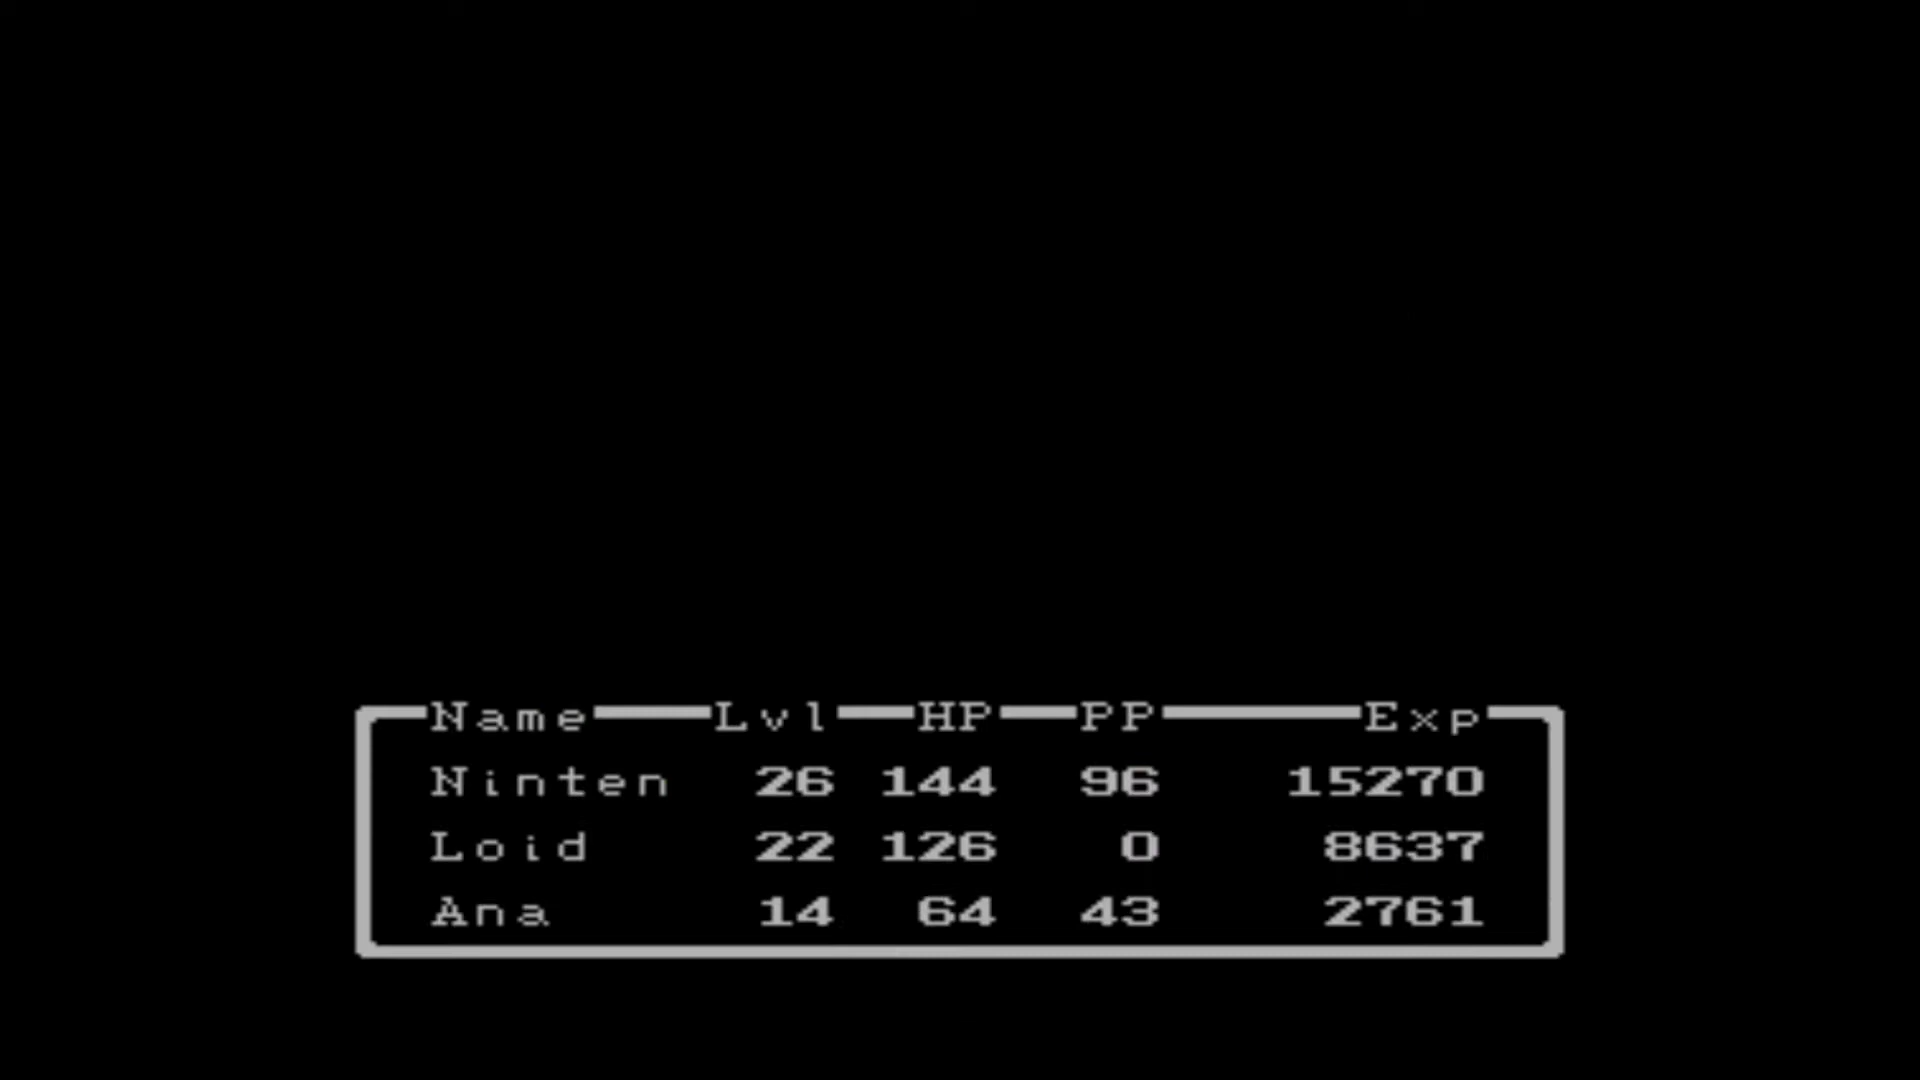 Name Lvl HP PP Exp
Ninten 26 144 96 15270
Loid 22 126 0 8637
Ana 14 64 43 2761